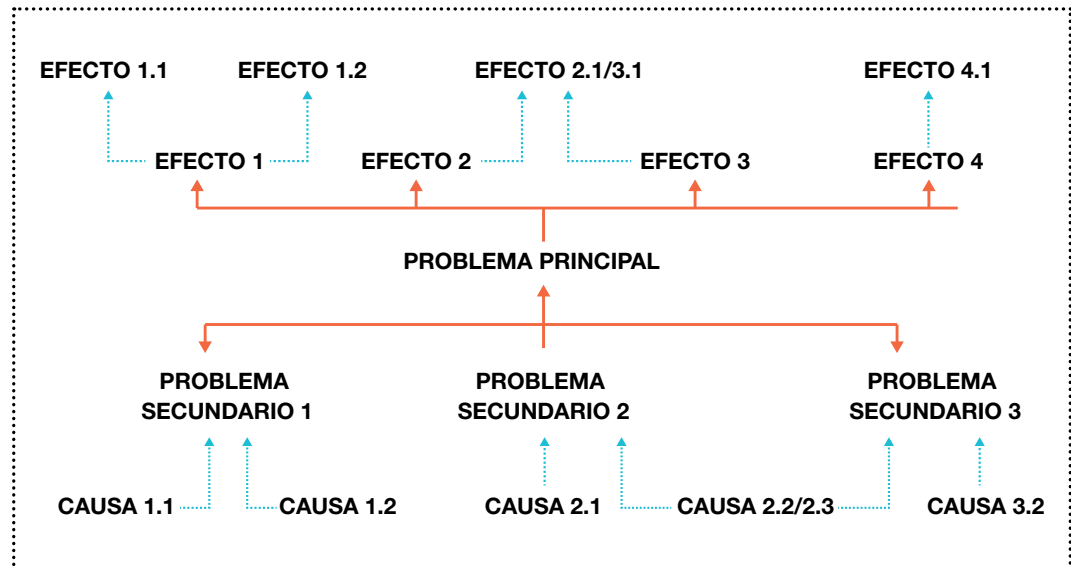 EFECTO 1.1 EFECTO 1.2 EFECTO 2.1/3.1 EFECTO 4.1
EFECTO 1 EFECTO 2 EFECTO 3 EFECTO 4
PROBLEMA PRINCIPAL
PROBLEMA
SECUNDARIO 1
PROBLEMA
SECUNDARIO 2
PROBLEMA
SECUNDARIO 3
CAUSA 1.1 CAUSA 1.2 CAUSA 2.1 CAUSA 2.2/2.3 CAUSA 3.2